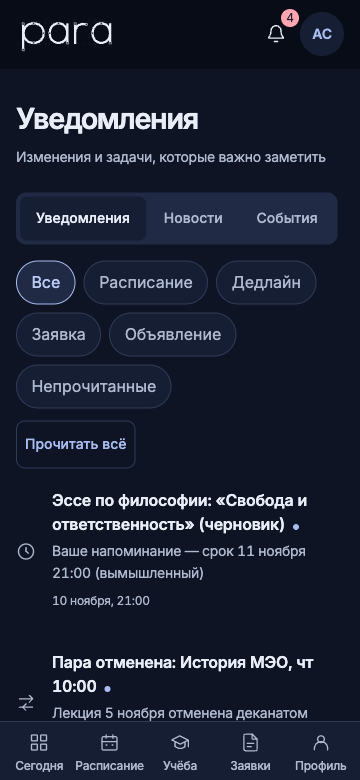 para
4
АС
Уведомления
Изменения и задачи, которые важно заметить
Уведомления Новости События
Все Расписание Дедлайн
Заявка Объявление
Непрочитанные
Прочитать всё
Эссе по философии: «Свобода и
ответственность» (черновик)
Ваше напоминание — срок 11 ноября
21:00 (вымышленный)
10 ноября, 21:00
Пара отменена: История МЭО, чт
10:00
Лекция 5 ноября отменена деканатом
Сегодня Расписание Учёба Заявки Профиль